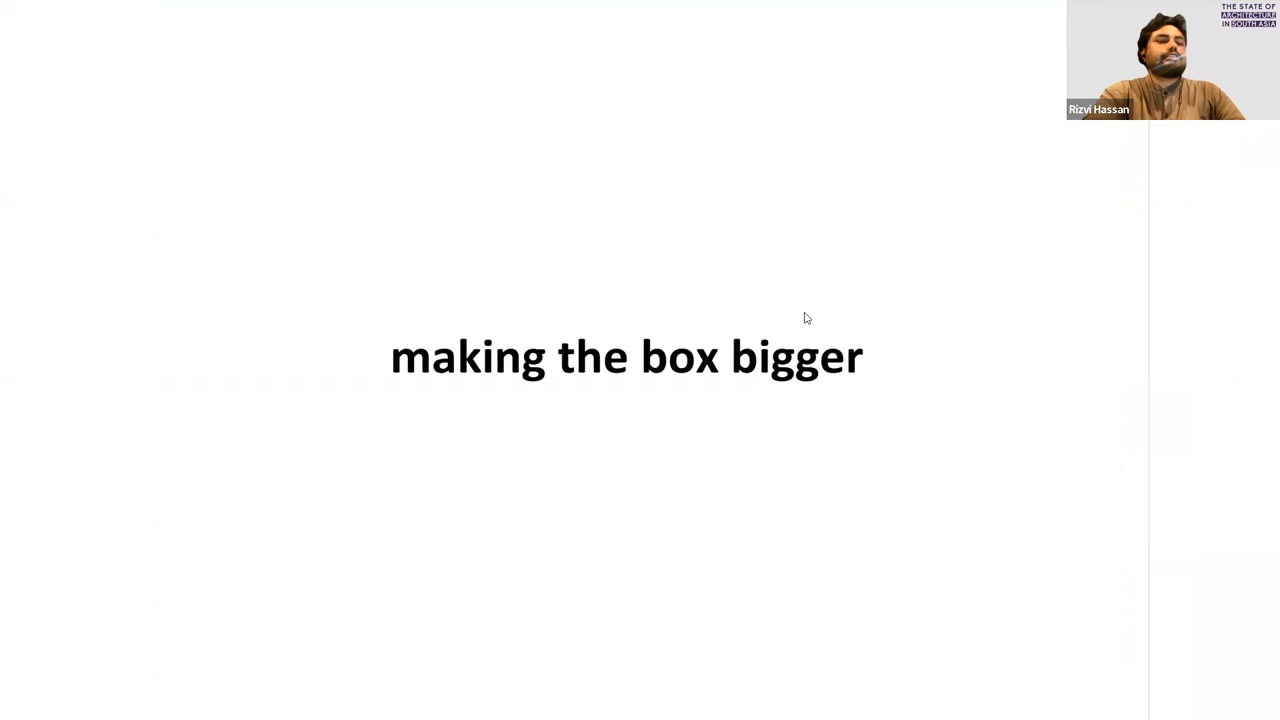 THE STATE OF
ARCHITECTURE
IN SOUTH ASIA
Rizvi Hassan
making the box bigger